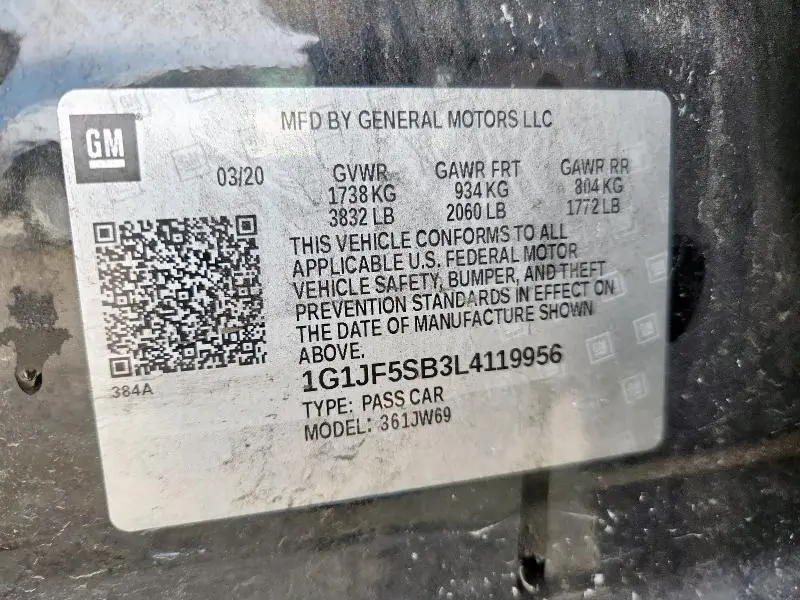 GM
MFD BY GENERAL MOTORS LLC
03/20
GVWR GAWR FRT GAWR RR
1738 KG 934 KG 804 KG
3832 LB 2060 LB 1772 LB
THIS VEHICLE CONFORMS TO ALL
APPLICABLE U.S. FEDERAL MOTOR
VEHICLE SAFETY, BUMPER, AND THEFT
PREVENTION STANDARDS IN EFFECT ON
THE DATE OF MANUFACTURE SHOWN
ABOVE.
384A
1G1JF5SB3L4119956
TYPE: PASS CAR
MODEL: 361JW69